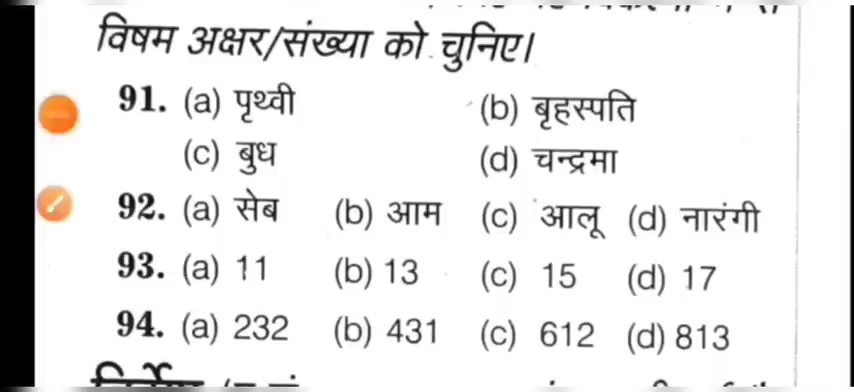 विषम अक्षर/संख्या को चुनिए।
91. (a) पृथ्वी (b) बृहस्पति
(c) बुध (d) चन्द्रमा
92. (a) सेब (b) आम (c) आलू (d) नारंगी
93. (a) 11 (b) 13 (c) 15 (d) 17
94. (a) 232 (b) 431 (c) 612 (d) 813